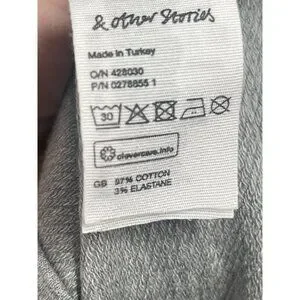 & other Stories
Made in Turkey
O/N 428030
P/N 0278855 1
30
clevercare.info
GB 97% COTTON
3% ELASTANE